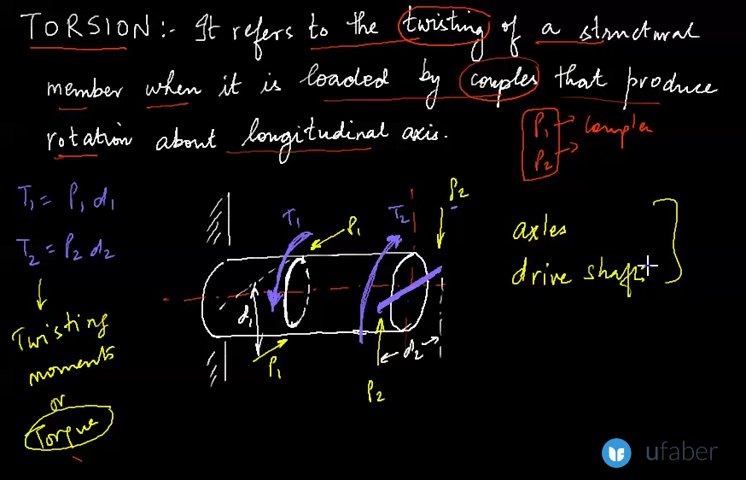 TORSION :- It refers to the twisting of a structural
member when it is loaded by couples that produce
rotation about longitudinal axis.
P1 → Couples
P2 →
T1 = P1 d1
T2 = P2 d2
Twisting
moments
or
Torque
T1
P1
T2
P2
d1
P1
d2
P2
axles
drive shaft
ufaber